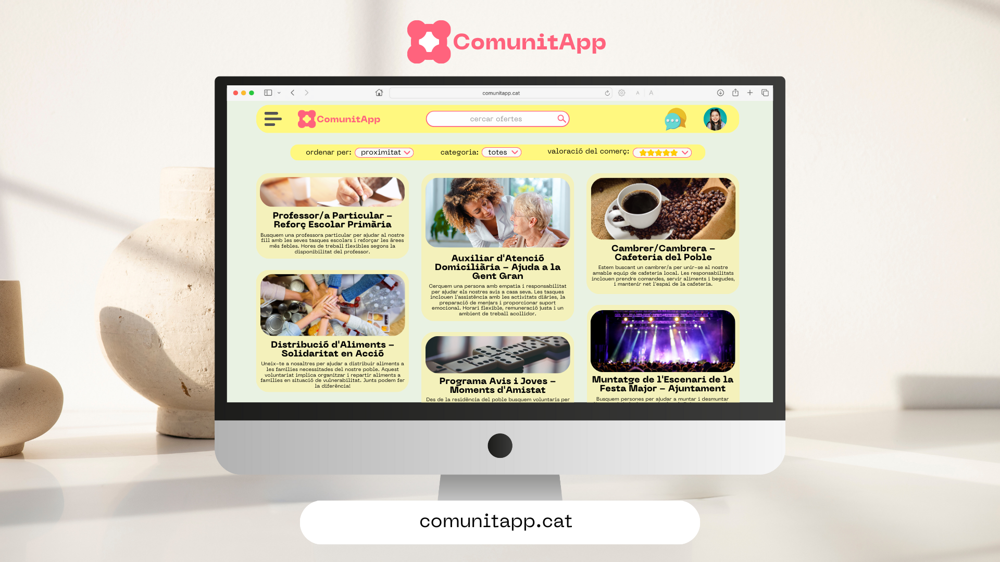 ComunitApp
comunitapp.cat
A A
ComunitApp
cercar ofertes
ordenar per: proximitat
categoria: totes
valoració del comerç:
Professor/a Particular –
Reforç Escolar Primària
Busquem una professora particular per ajudar al nostre
fill amb les seves tasques escolars i reforçar les àrees
més febles. Hores de treball flexibles segons la
disponibilitat del professor.
Distribució d'Aliments –
Solidaritat en Acció
Uneix-te a nosaltres per ajudar a distribuir aliments a
les famílies necessitades del nostre poble. Aquest
voluntariat implica organitzar i repartir aliments a
famílies en situació de vulnerabilitat. Junts podem fer
la diferència!
Auxiliar d'Atenció
Domiciliària – Ajuda a la
Gent Gran
Cerquem una persona amb empatia i responsabilitat
per ajudar els nostres avis a casa seva. Les tasques
inclouen l'assistència amb les activitats diàries, la
preparació de menjars i proporcionar suport
emocional. Horari flexible, remuneració justa i un
ambient de treball acollidor.
Programa Avis i Joves –
Moments d'Amistat
Des de la residència del poble busquem voluntaris per
Cambrer/Cambrera –
Cafeteria del Poble
Estem buscant un cambrer/a per unir-se al nostre
amable equip de cafeteria local. Les responsabilitats
inclouen prendre comandes, servir aliments i begudes,
i mantenir net l'espai de la cafeteria.
Muntatge de l'Escenari de la
Festa Major – Ajuntament
Busquem persones per ajudar a muntar i desmuntar
comunitapp.cat